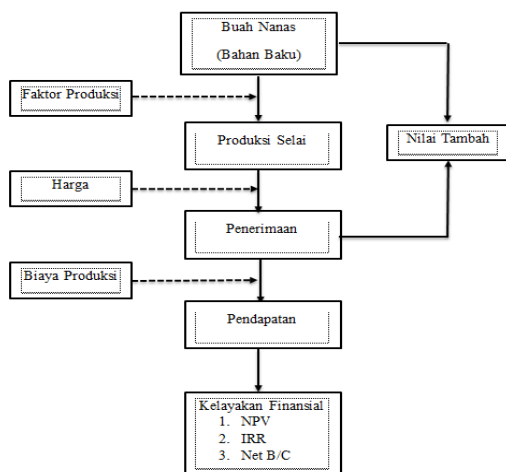 Buah Nanas
(Bahan Baku)
Faktor Produksi
Produksi Selai
Nilai Tambah
Harga
Penerimaan
Biaya Produksi
Pendapatan
Kelayakan Finansial
1. NPV
2. IRR
3. Net B/C